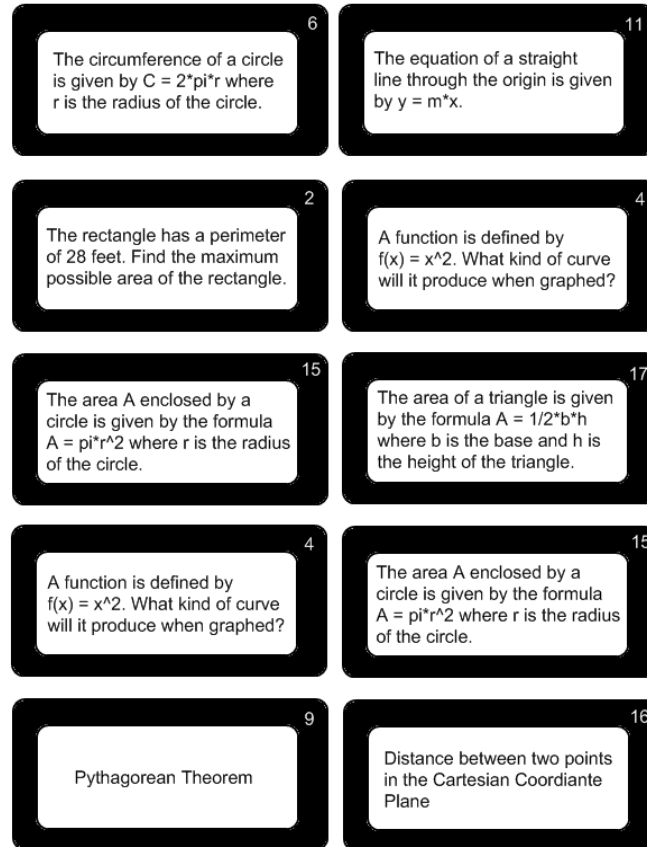 6
The circumference of a circle
is given by C = 2*pi*r where
r is the radius of the circle.
11
The equation of a straight
line through the origin is given
by y = m*x.
2
The rectangle has a perimeter
of 28 feet. Find the maximum
possible area of the rectangle.
4
A function is defined by
f(x) = x^2. What kind of curve
will it produce when graphed?
15
The area A enclosed by a
circle is given by the formula
A = pi*r^2 where r is the radius
of the circle.
17
The area of a triangle is given
by the formula A = 1/2*b*h
where b is the base and h is
the height of the triangle.
4
A function is defined by
f(x) = x^2. What kind of curve
will it produce when graphed?
15
The area A enclosed by a
circle is given by the formula
A = pi*r^2 where r is the radius
of the circle.
9
Pythagorean Theorem
16
Distance between two points
in the Cartesian Coordiante
Plane